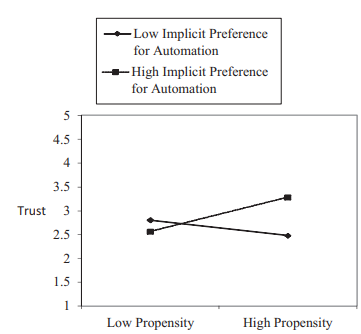 Low Implicit Preference
for Automation
High Implicit Preference
for Automation
5
4.5
4
3.5
Trust
3
2.5
2
1.5
1
Low Propensity
High Propensity